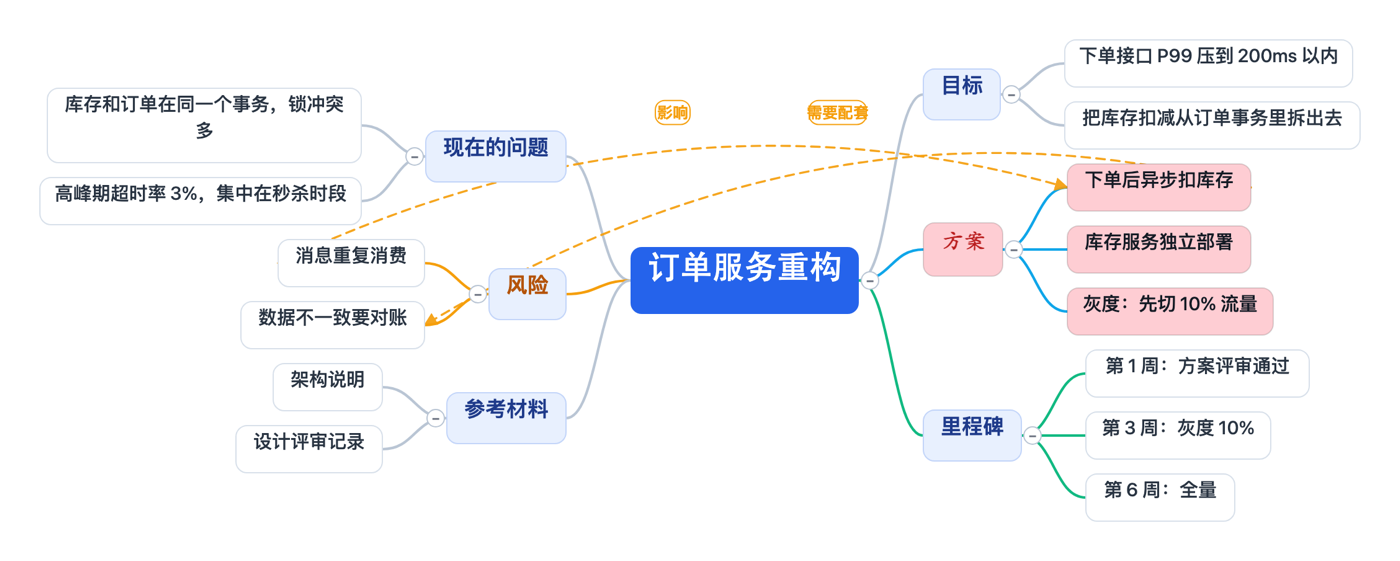 订单服务重构
目标
下单接口 P99 压到 200ms 以内
把库存扣减从订单事务里拆出去
方案
下单后异步扣库存
库存服务独立部署
灰度：先切 10% 流量
里程碑
第 1 周：方案评审通过
第 3 周：灰度 10%
第 6 周：全量
现在的问题
库存和订单在同一个事务，锁冲突
多
高峰期超时率 3%，集中在秒杀时段
风险
消息重复消费
数据不一致要对账
参考材料
架构说明
设计评审记录
影响
需要配套